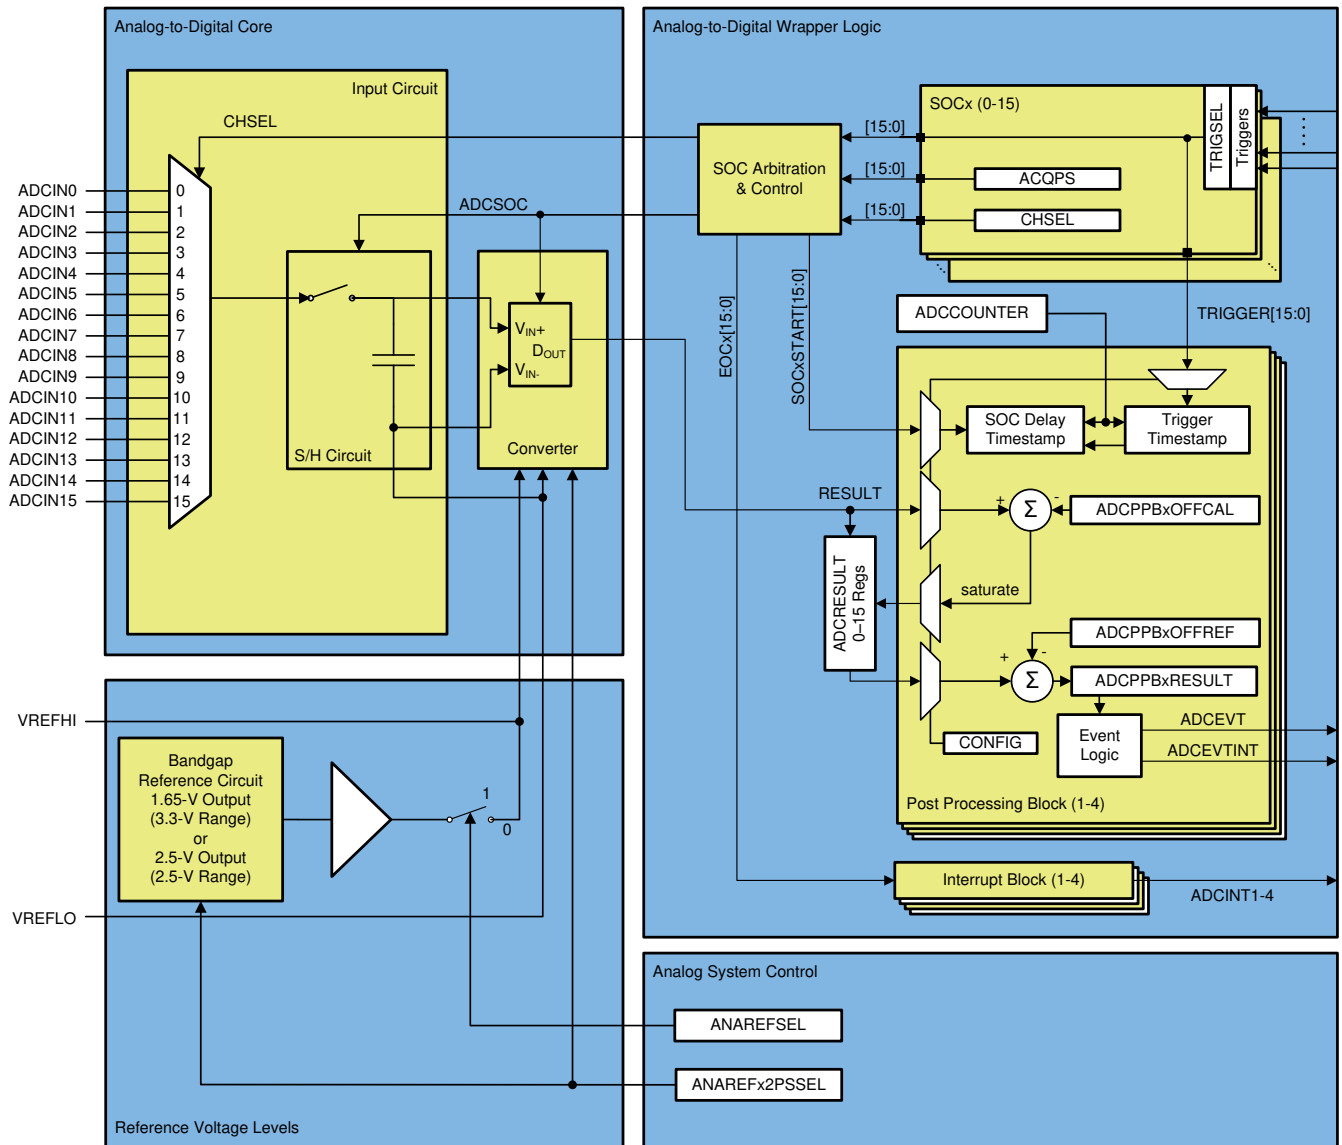 Analog-to-Digital Core
Input Circuit
CHSEL
ADCIN0
ADCIN1
ADCIN2
ADCIN3
ADCIN4
ADCIN5
ADCIN6
ADCIN7
ADCIN8
ADCIN9
ADCIN10
ADCIN11
ADCIN12
ADCIN13
ADCIN14
ADCIN15
0
1
2
3
4
5
6
7
8
9
10
11
12
13
14
15
ADCSOC
S/H Circuit
VIN+
DOUT
VIN-
Converter
Analog-to-Digital Wrapper Logic
SOC Arbitration
& Control
[15:0]
[15:0]
[15:0]
SOCx (0-15)
TRIGSEL
Triggers
ACQPS
CHSEL
EOCx[15:0]
SOCxSTART[15:0]
TRIGGER[15:0]
ADCCOUNTER
SOC Delay
Timestamp
Trigger
Timestamp
RESULT
+
Σ
-
ADCPPBxOFFCAL
ADCRESULT
0–15 Regs
saturate
ADCPPBxOFFREF
+
-
Σ
ADCPPBxRESULT
CONFIG
Event
Logic
ADCEVT
ADCEVTINT
Post Processing Block (1-4)
Interrupt Block (1-4)
ADCINT1-4
VREFHI
Bandgap
Reference Circuit
1.65-V Output
(3.3-V Range)
or
2.5-V Output
(2.5-V Range)
1
0
VREFLO
Reference Voltage Levels
Analog System Control
ANAREFSEL
ANAREFx2PSSEL